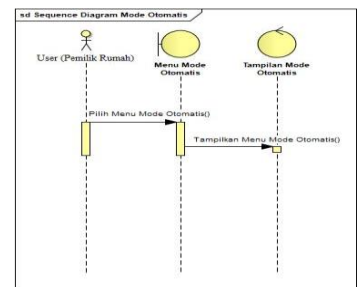 sd Sequence Diagram Mode Otomatis
User (Pemilik Rumah)
Menu Mode
Otomatis
Tampilan Mode
Otomatis
Pilih Menu Mode Otomatis()
Tampilkan Menu Mode Otomatis()